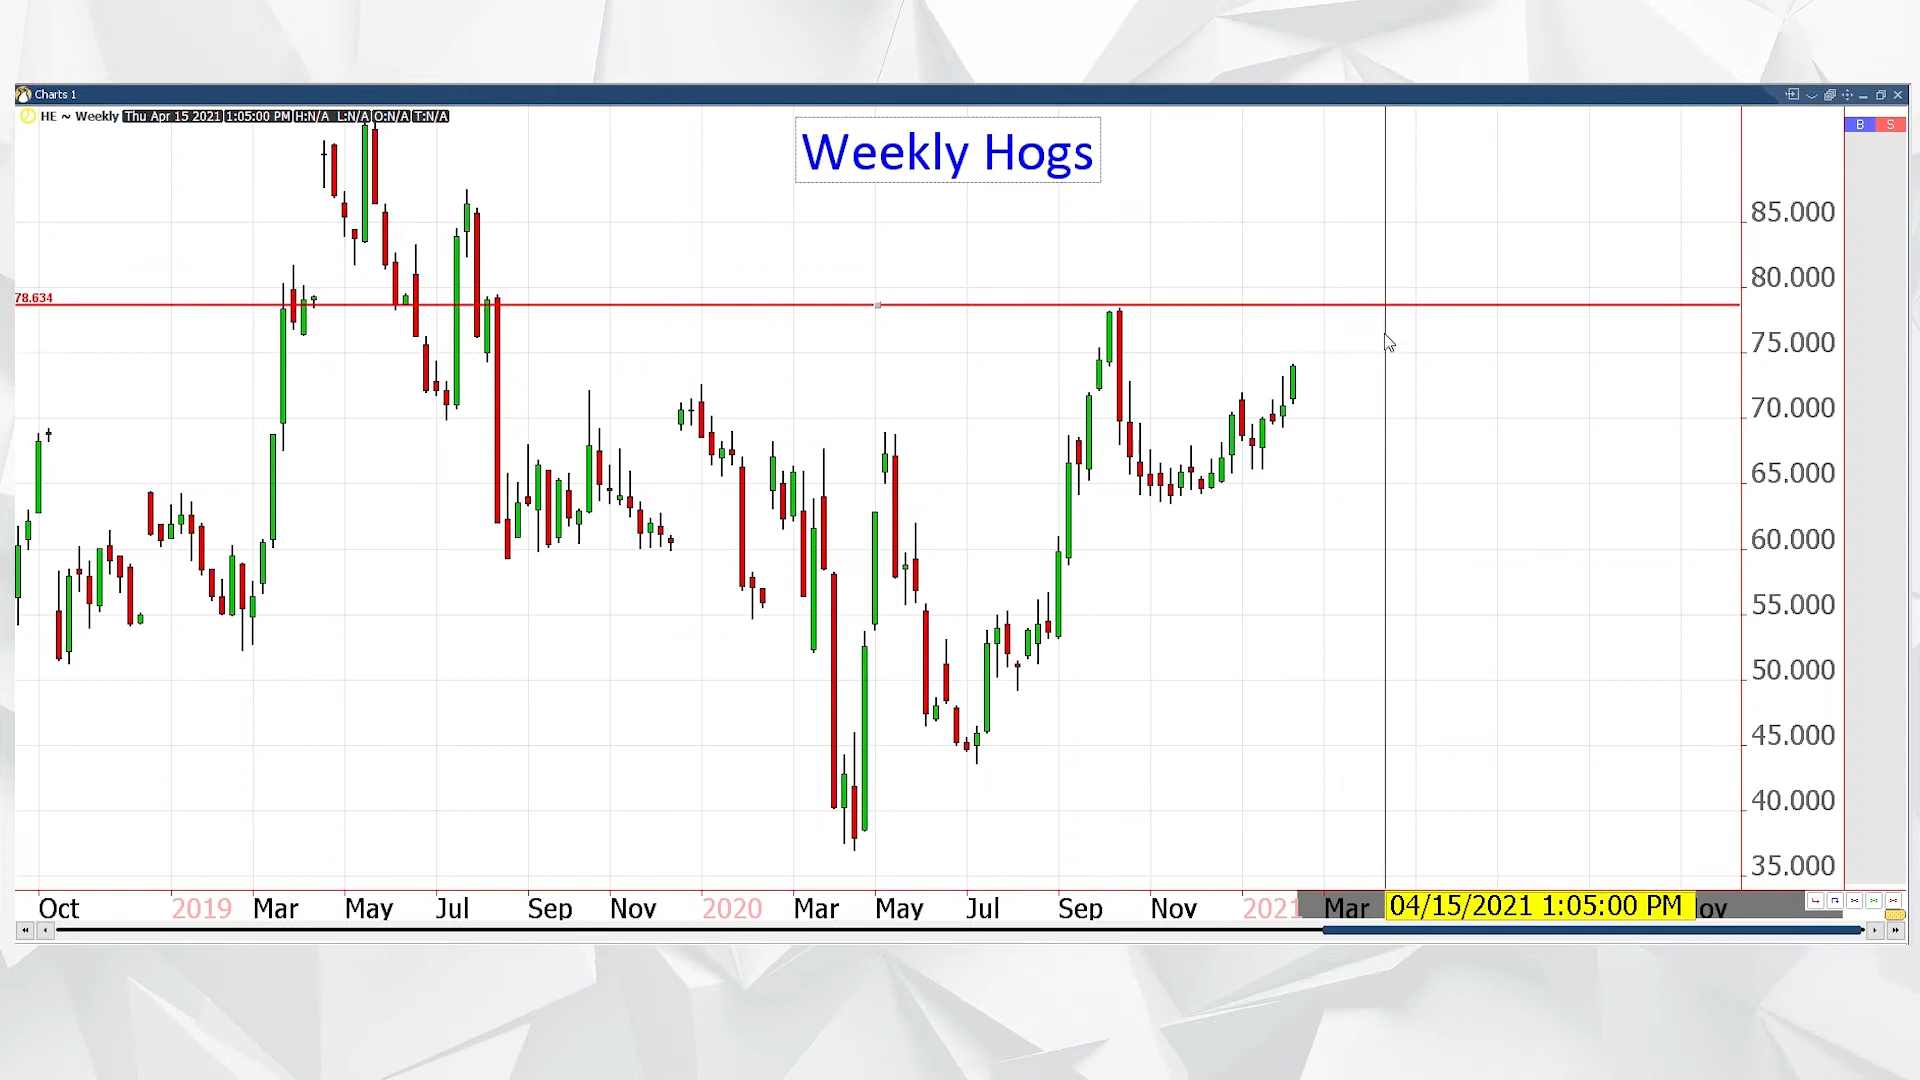 Charts 1
HE ~ Weekly Thu Apr 15 2021 1:05:00 PM H:N/A L:N/A O:N/A T:N/A
Weekly Hogs
B S
85.000
80.000
78.634
75.000
70.000
65.000
60.000
55.000
50.000
45.000
40.000
35.000
Oct 2019 Mar May Jul Sep Nov 2020 Mar May Jul Sep Nov 2021 Mar 04/15/2021 1:05:00 PM ov